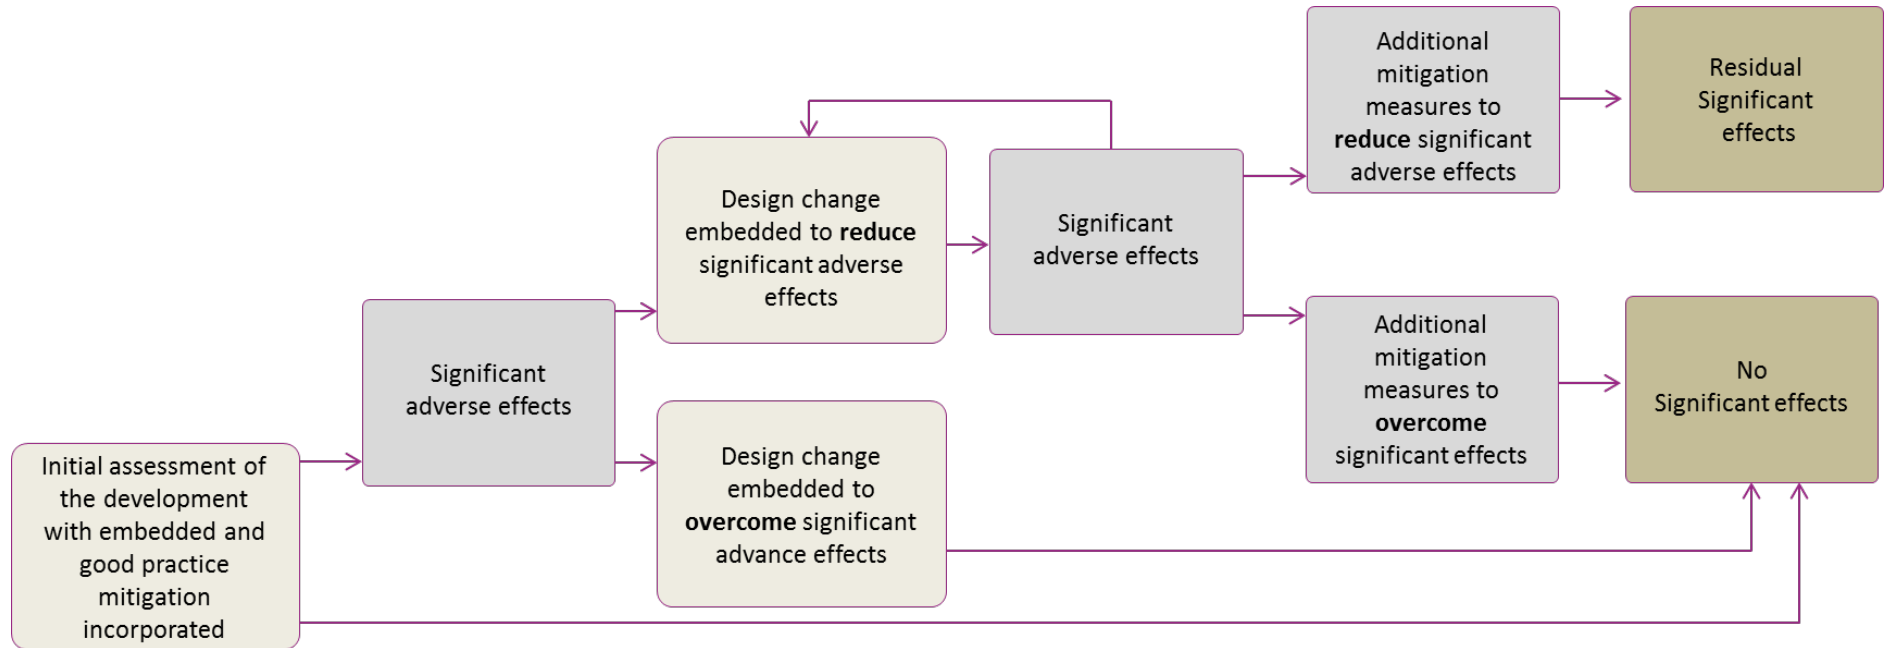 Initial assessment of
the development
with embedded and
good practice
mitigation
incorporated
Significant
adverse effects
Design change
embedded to reduce
significant adverse
effects
Design change
embedded to
overcome significant
advance effects
Significant
adverse effects
Additional
mitigation
measures to
reduce significant
adverse effects
Additional
mitigation
measures to
overcome
significant effects
Residual
Significant
effects
No
Significant effects